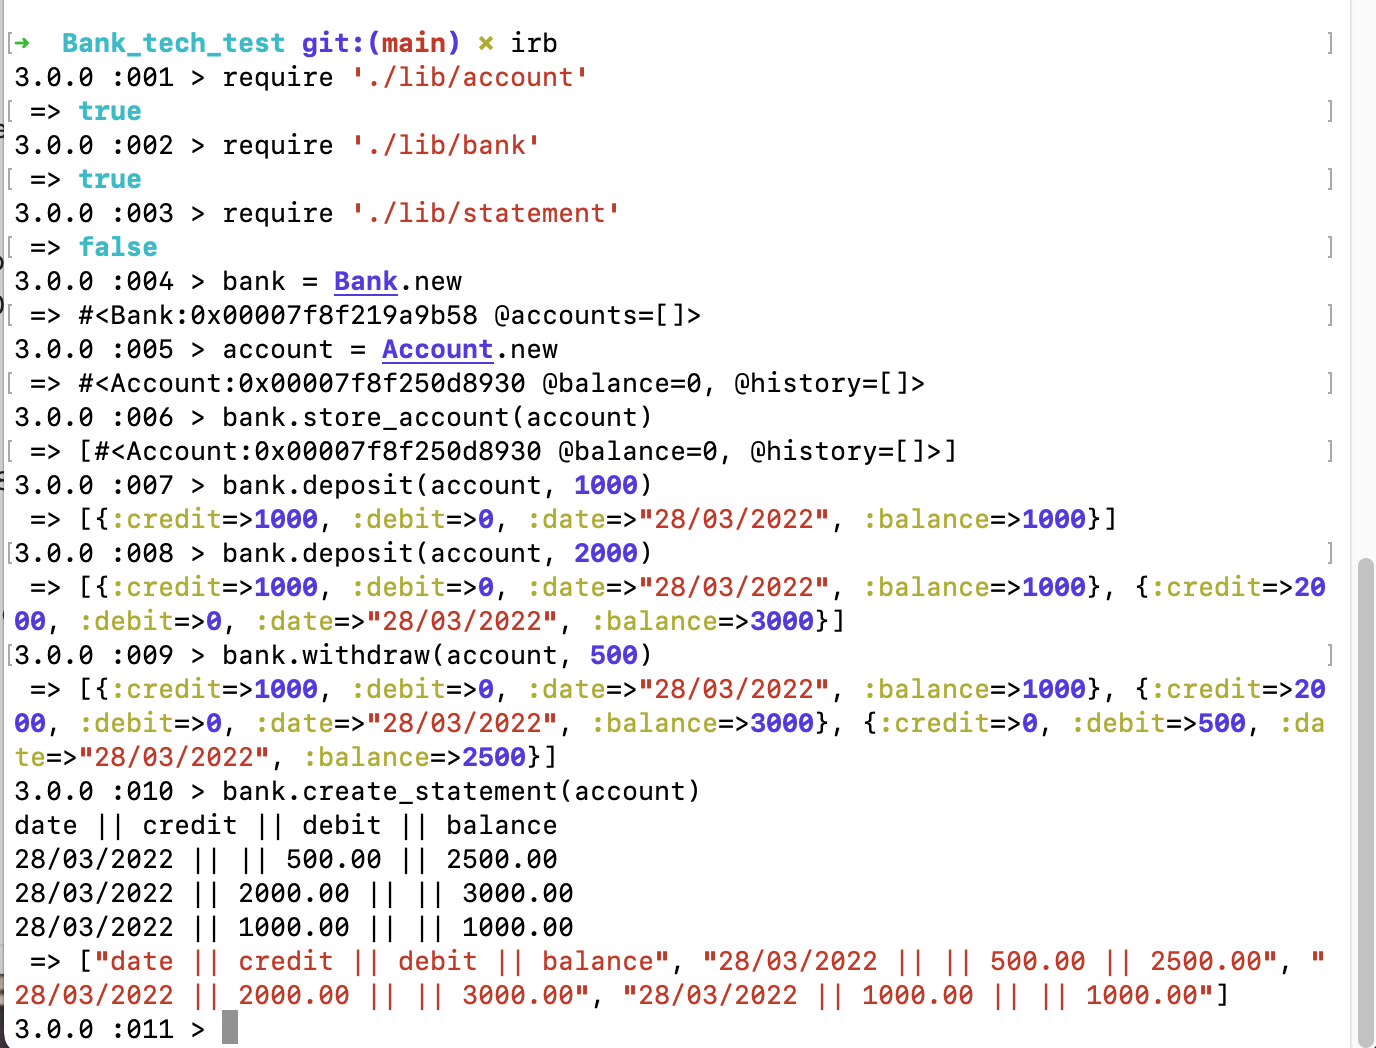 [➜  Bank_tech_test git:(main) × irb ]
3.0.0 :001 > require './lib/account'
[ => true ]
3.0.0 :002 > require './lib/bank'
[ => true ]
3.0.0 :003 > require './lib/statement'
[ => false ]
3.0.0 :004 > bank = Bank.new
[ => #<Bank:0x00007f8f219a9b58 @accounts=[]> ]
3.0.0 :005 > account = Account.new
[ => #<Account:0x00007f8f250d8930 @balance=0, @history=[]> ]
3.0.0 :006 > bank.store_account(account)
[ => [#<Account:0x00007f8f250d8930 @balance=0, @history=[]>] ]
3.0.0 :007 > bank.deposit(account, 1000)
 => [{:credit=>1000, :debit=>0, :date=>"28/03/2022", :balance=>1000}]
[3.0.0 :008 > bank.deposit(account, 2000) ]
 => [{:credit=>1000, :debit=>0, :date=>"28/03/2022", :balance=>1000}, {:credit=>20
00, :debit=>0, :date=>"28/03/2022", :balance=>3000}]
[3.0.0 :009 > bank.withdraw(account, 500) ]
 => [{:credit=>1000, :debit=>0, :date=>"28/03/2022", :balance=>1000}, {:credit=>20
00, :debit=>0, :date=>"28/03/2022", :balance=>3000}, {:credit=>0, :debit=>500, :da
te=>"28/03/2022", :balance=>2500}]
3.0.0 :010 > bank.create_statement(account)
date || credit || debit || balance
28/03/2022 || || 500.00 || 2500.00
28/03/2022 || 2000.00 || || 3000.00
28/03/2022 || 1000.00 || || 1000.00
 => ["date || credit || debit || balance", "28/03/2022 || || 500.00 || 2500.00", "
28/03/2022 || 2000.00 || || 3000.00", "28/03/2022 || 1000.00 || || 1000.00"]
3.0.0 :011 >